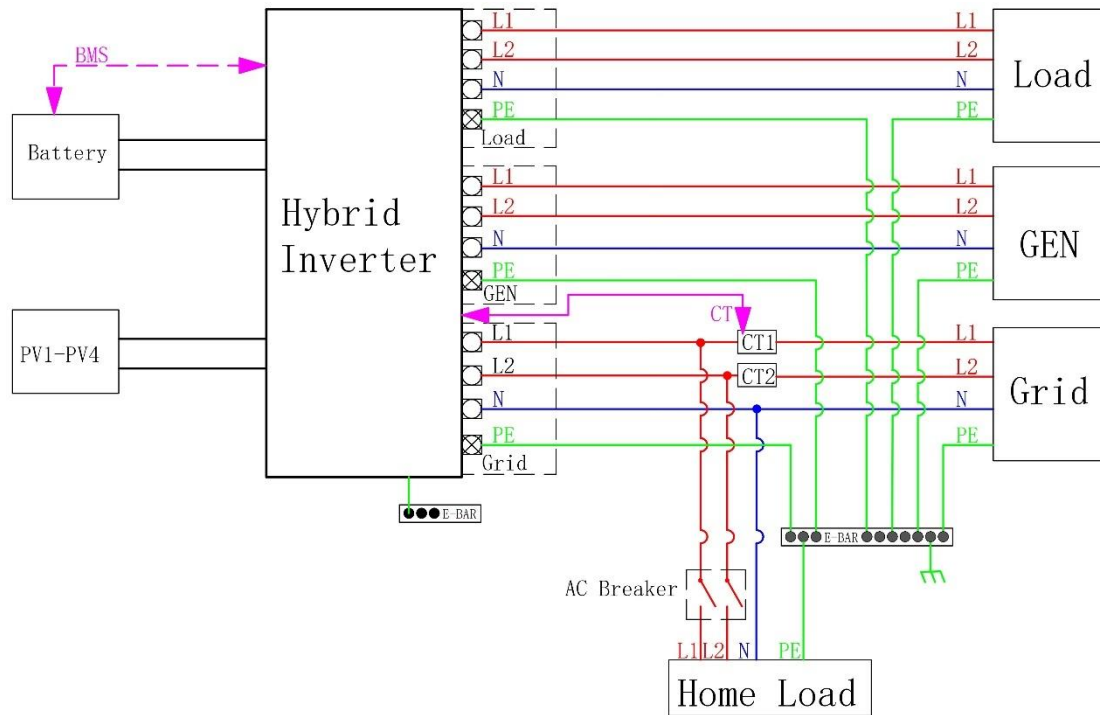 BMS
Battery
PV1-PV4
Hybrid
Inverter
L1
L2
N
PE
Load
L1
L2
N
PE
Load
L1
L2
N
PE
GEN
L1
L2
N
PE
GEN
CT
L1
L2
N
PE
Grid
CT1
CT2
L1
L2
N
PE
Grid
E-BAR
E-BAR
AC Breaker
L1
L2
N
PE
Home Load